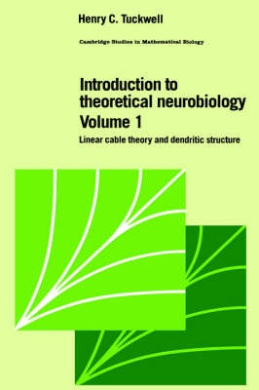 Henry C. Tuckwell
Cambridge Studies in Mathematical Biology
Introduction to
theoretical neurobiology
Volume 1
Linear cable theory and dendritic structure